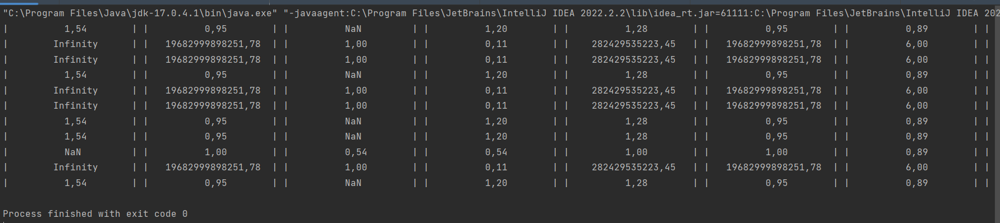 "C:\Program Files\Java\jdk-17.0.4.1\bin\java.exe" "-javaagent:C:\Program Files\JetBrains\IntelliJ IDEA 2022.2.2\lib\idea_rt.jar=61111:C:\Program Files\JetBrains\IntelliJ IDEA 202
| 1,54 | | 0,95 | | NaN | | 1,20 | | 1,28 | | 0,95 | | 0,89 | |
| Infinity | | 19682999898251,78 | | 1,00 | | 0,11 | | 282429535223,45 | | 19682999898251,78 | | 6,00 | |
| Infinity | | 19682999898251,78 | | 1,00 | | 0,11 | | 282429535223,45 | | 19682999898251,78 | | 6,00 | |
| 1,54 | | 0,95 | | NaN | | 1,20 | | 1,28 | | 0,95 | | 0,89 | |
| Infinity | | 19682999898251,78 | | 1,00 | | 0,11 | | 282429535223,45 | | 19682999898251,78 | | 6,00 | |
| Infinity | | 19682999898251,78 | | 1,00 | | 0,11 | | 282429535223,45 | | 19682999898251,78 | | 6,00 | |
| 1,54 | | 0,95 | | NaN | | 1,20 | | 1,28 | | 0,95 | | 0,89 | |
| 1,54 | | 0,95 | | NaN | | 1,20 | | 1,28 | | 0,95 | | 0,89 | |
| NaN | | 1,00 | | 0,54 | | 0,54 | | 1,00 | | 1,00 | | 0,89 | |
| Infinity | | 19682999898251,78 | | 1,00 | | 0,11 | | 282429535223,45 | | 19682999898251,78 | | 6,00 | |
| 1,54 | | 0,95 | | NaN | | 1,20 | | 1,28 | | 0,95 | | 0,89 | |
Process finished with exit code 0